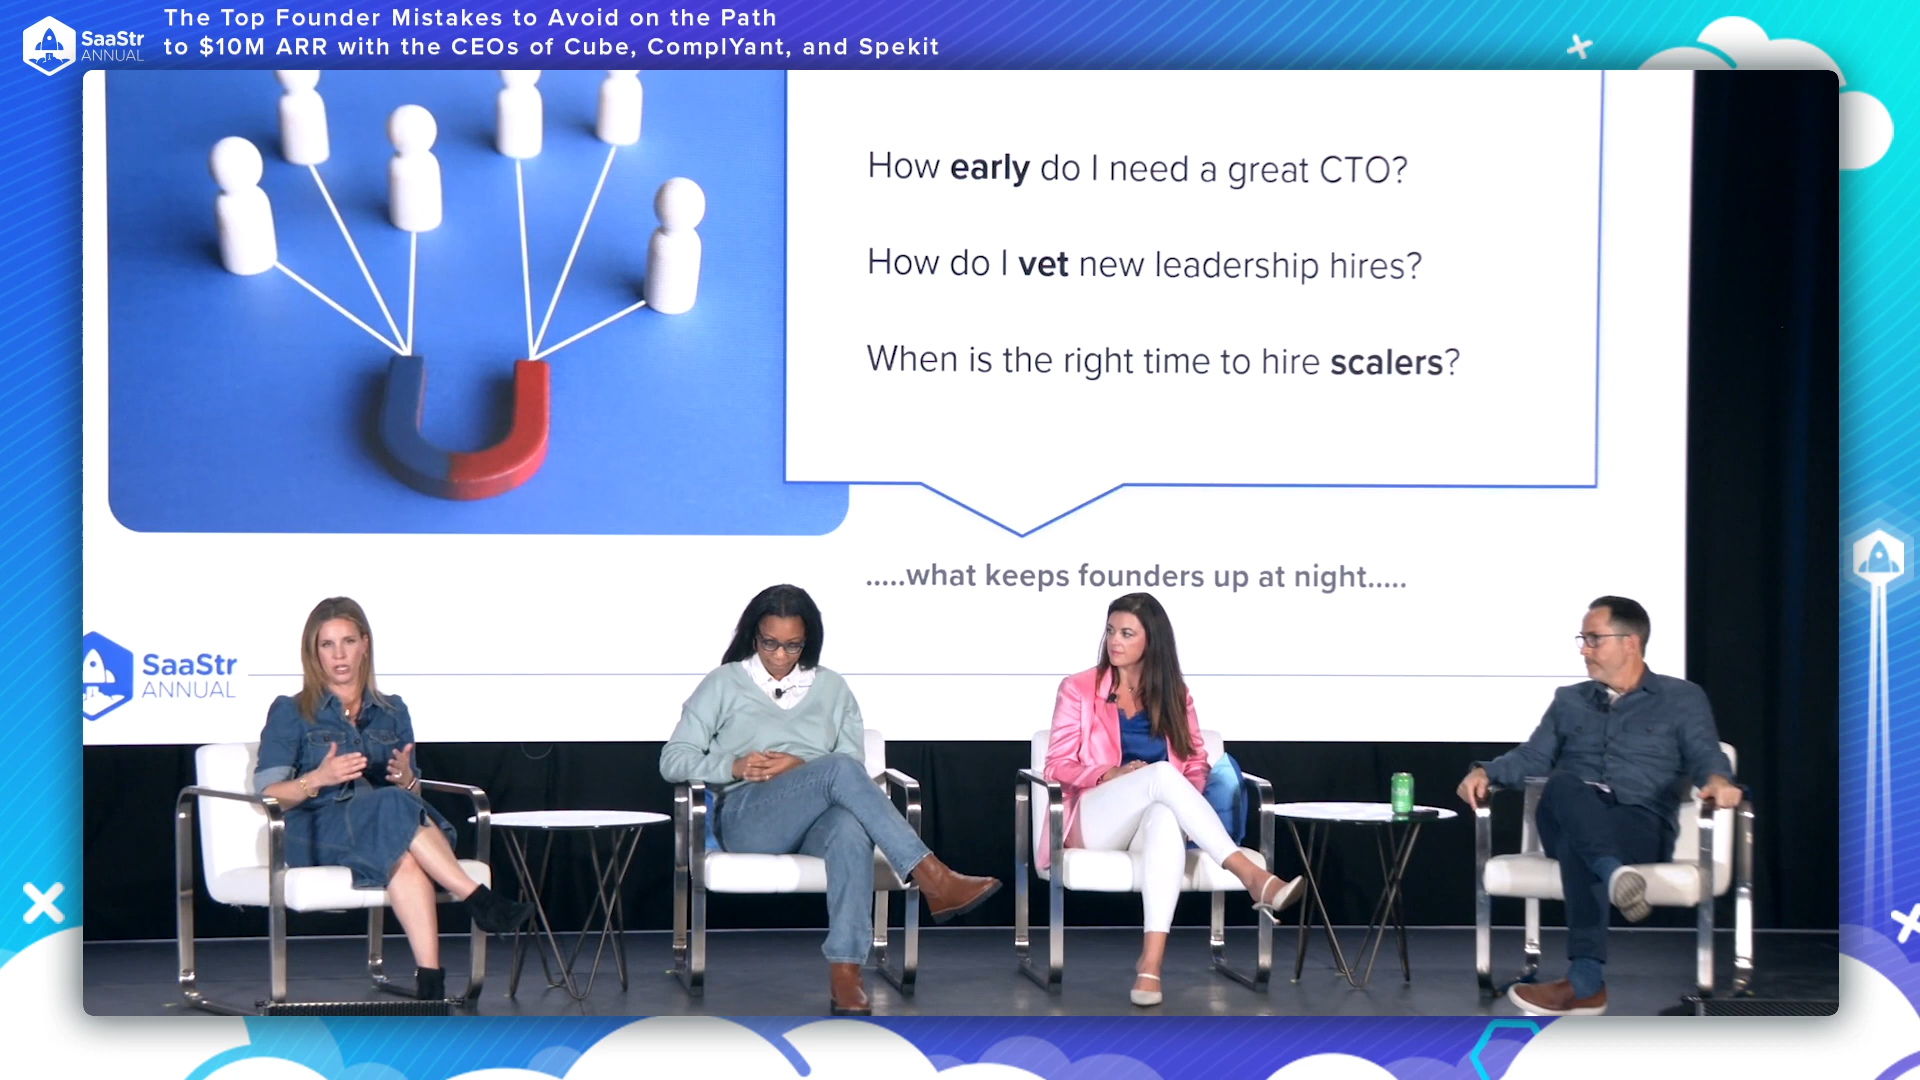 The Top Founder Mistakes to Avoid on the Path
to $10M ARR with the CEOs of Cube, ComplYant, and Spekit
SaaStr
ANNUAL
How early do I need a great CTO?
How do I vet new leadership hires?
When is the right time to hire scalers?
.....what keeps founders up at night.....
SaaStr
ANNUAL